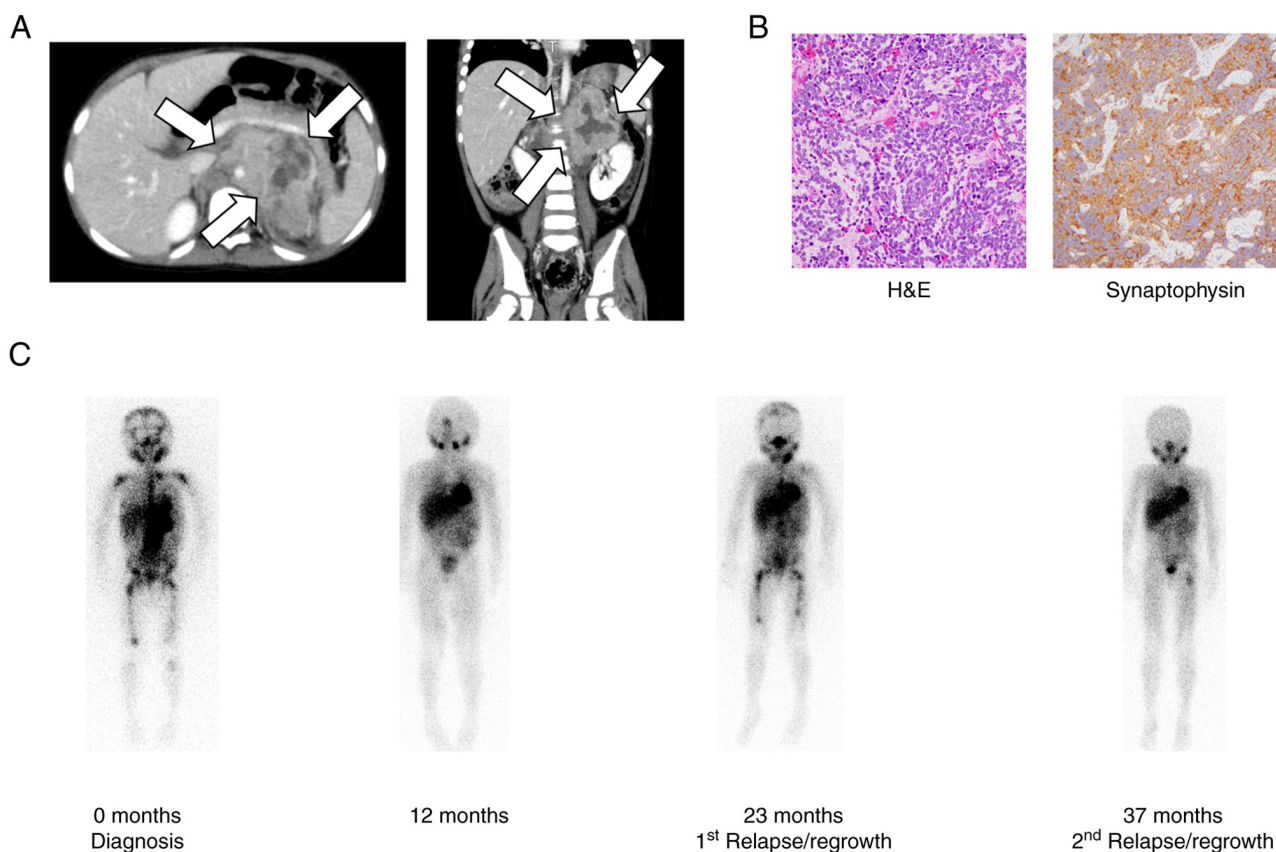 A
T
B
H&E
Synaptophysin
C
0 months
Diagnosis
12 months
23 months
1st Relapse/regrowth
37 months
2nd Relapse/regrowth